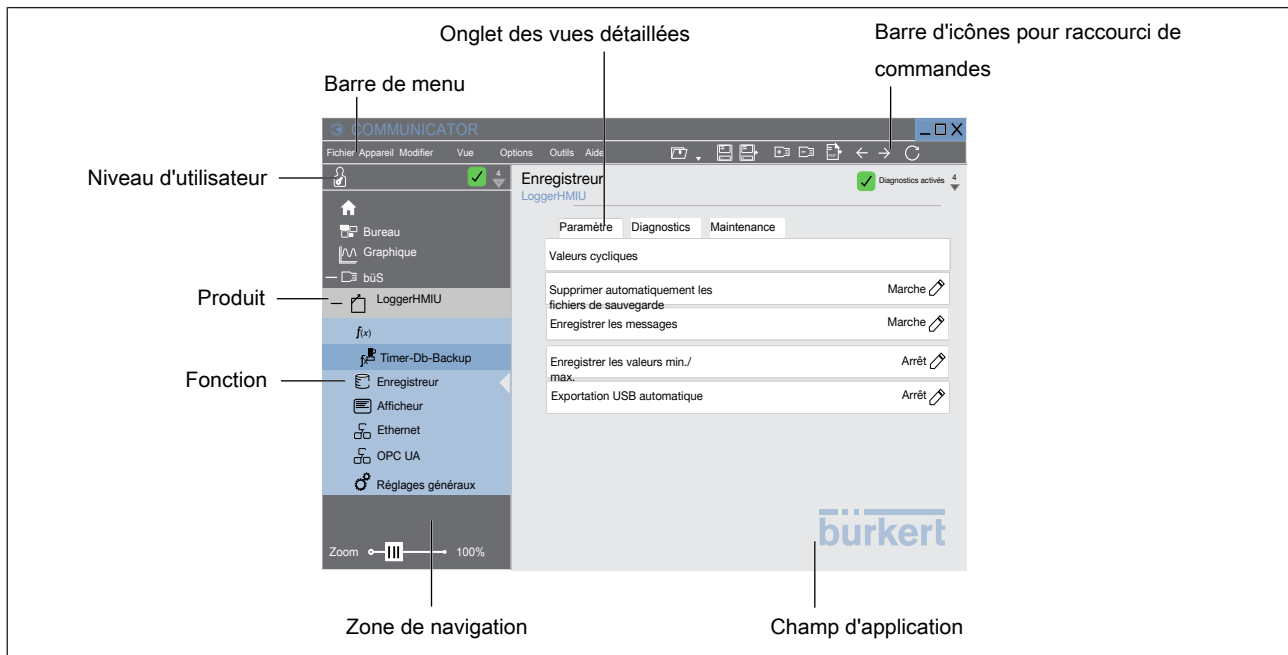 Onglet des vues détaillées
Barre d'icônes pour raccourci de
commandes
Barre de menu
COMMUNICATOR
Fichier Appareil Modifier Vue Options Outils Aide
Niveau d'utilisateur
4
Enregistreur
LoggerHMIU
Diagnostics activés 4
Bureau
Graphique
büS
Produit
LoggerHMIU
f(x)
Timer-Db-Backup
Fonction
Enregistreur
Afficheur
Ethernet
OPC UA
Réglages généraux
Zoom 100%
Paramètre Diagnostics Maintenance
Valeurs cycliques
Supprimer automatiquement les
fichiers de sauvegarde
Marche
Enregistrer les messages
Marche
Enregistrer les valeurs min./
max.
Arrêt
Exportation USB automatique
Arrêt
bürkert
Zone de navigation
Champ d'application